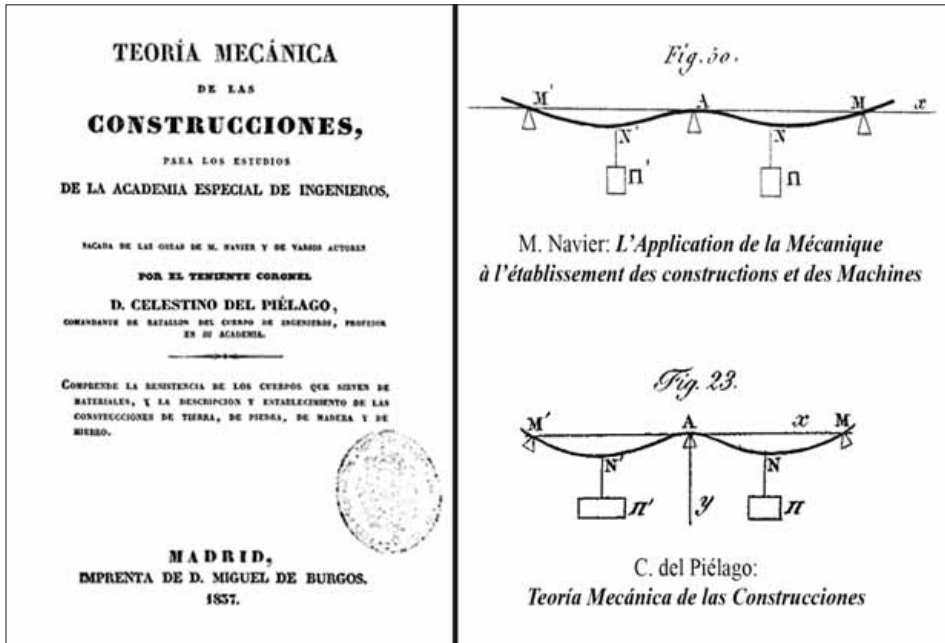 TEORÍA MECÁNICA
DE LAS
CONSTRUCCIONES,
PARA LOS ESTUDIOS
DE LA ACADEMIA ESPECIAL DE INGENIEROS,
SACADA DE LAS OBRAS DE M. NAVIER Y DE VARIOS AUTORES
POR EL TENIENTE CORONEL
D. CELESTINO DEL PIÉLAGO,
COMANDANTE DE BATALLON DEL CUERPO DE INGENIEROS, PROFESOR
EN SU ACADEMIA.
COMPRENDE LA RESISTENCIA DE LOS CUERPOS QUE SIRVEN DE
MATERIALES, Y LA DESCRIPCION Y ESTABLECIMIENTO DE LAS
CONSTRUCCIONES DE TIERRA, DE PIEDRA, DE MADERA Y DE
HIERRO.
MADRID,
IMPRENTA DE D. MIGUEL DE BURGOS.
1837.
Fig. 50.
M' A M x
N' N
Π' Π
M. Navier: L'Application de la Mécanique
à l'établissement des constructions et des Machines
Fig. 23.
M' A x M
N' N
Π' y Π
C. del Piélago:
Teoría Mecánica de las Construcciones